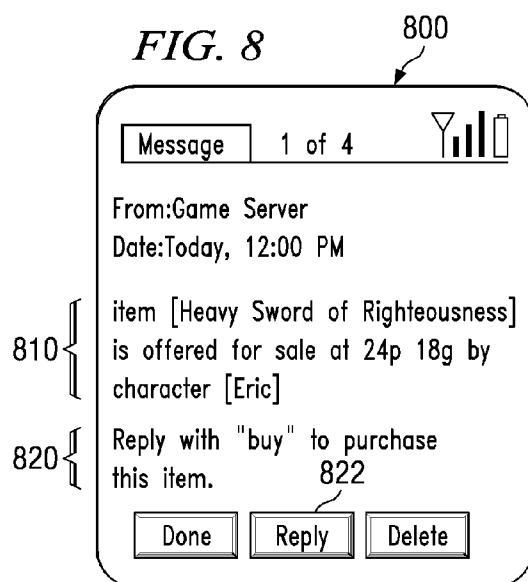 FIG. 8
800
Message 1 of 4
From:Game Server
Date:Today, 12:00 PM
810
item [Heavy Sword of Righteousness]
is offered for sale at 24p 18g by
character [Eric]
820
Reply with "buy" to purchase
this item.
822
Done Reply Delete